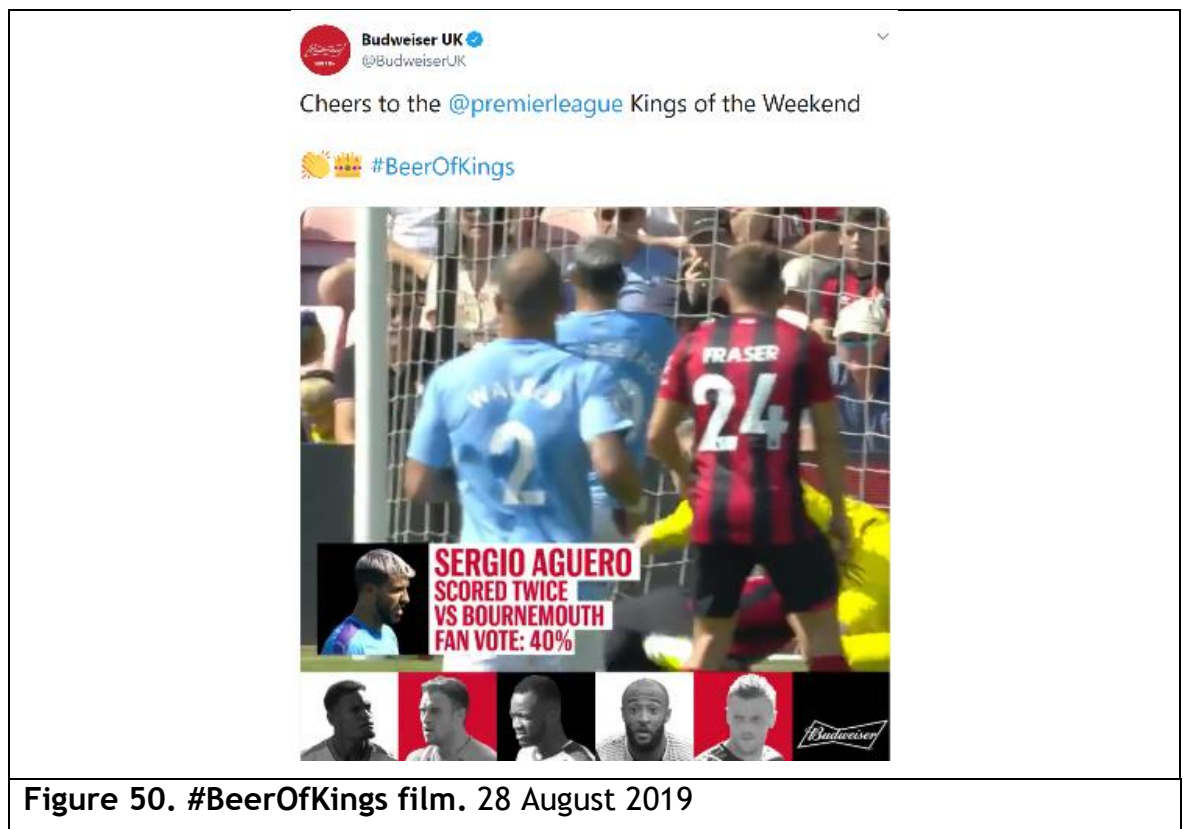 Budweiser UK
@BudweiserUK
Cheers to the @premierleague Kings of the Weekend
👏👑 #BeerOfKings
WALKER
2
FRASER
24
SERGIO AGUERO
SCORED TWICE
VS BOURNEMOUTH
FAN VOTE: 40%
Budweiser
Figure 50. #BeerOfKings film. 28 August 2019